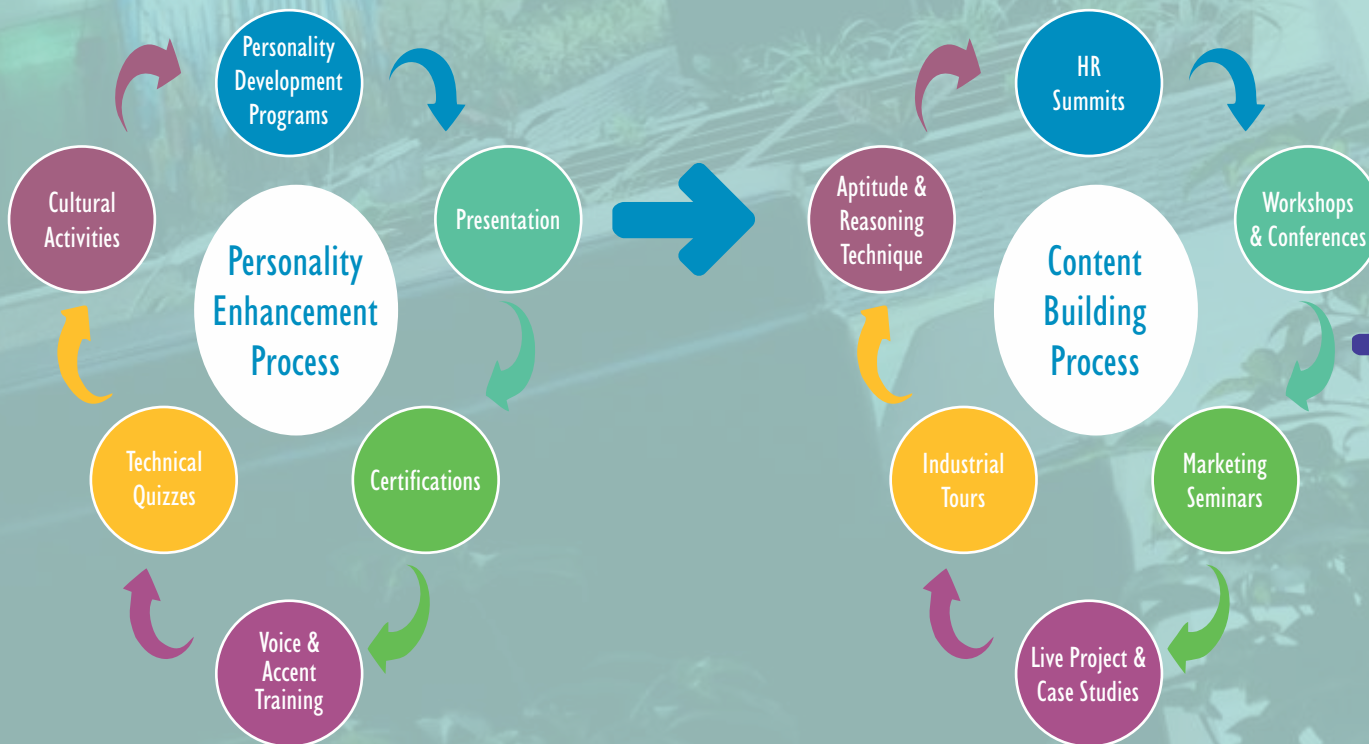 Personality
Development
Programs
Presentation
Certifications
Voice &
Accent
Training
Technical
Quizzes
Cultural
Activities
Personality
Enhancement
Process
HR
Summits
Workshops
& Conferences
Marketing
Seminars
Live Project &
Case Studies
Industrial
Tours
Aptitude &
Reasoning
Technique
Content
Building
Process